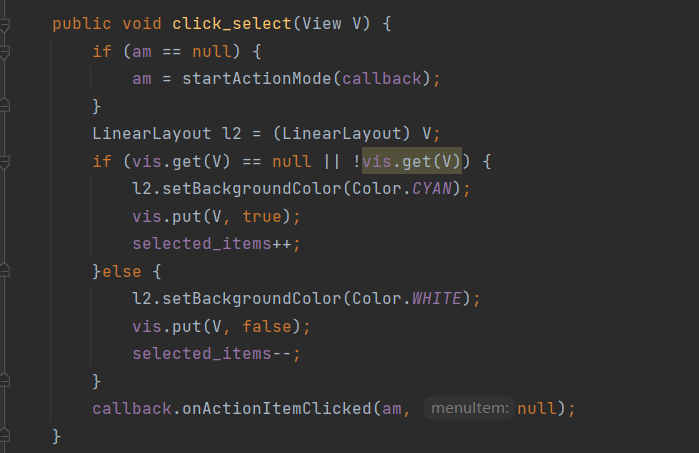 public void click_select(View V) {
    if (am == null) {
        am = startActionMode(callback);
    }
    LinearLayout l2 = (LinearLayout) V;
    if (vis.get(V) == null || !vis.get(V)) {
        l2.setBackgroundColor(Color.CYAN);
        vis.put(V, true);
        selected_items++;
    }else {
        l2.setBackgroundColor(Color.WHITE);
        vis.put(V, false);
        selected_items--;
    }
    callback.onActionItemClicked(am, menuItem: null);
}